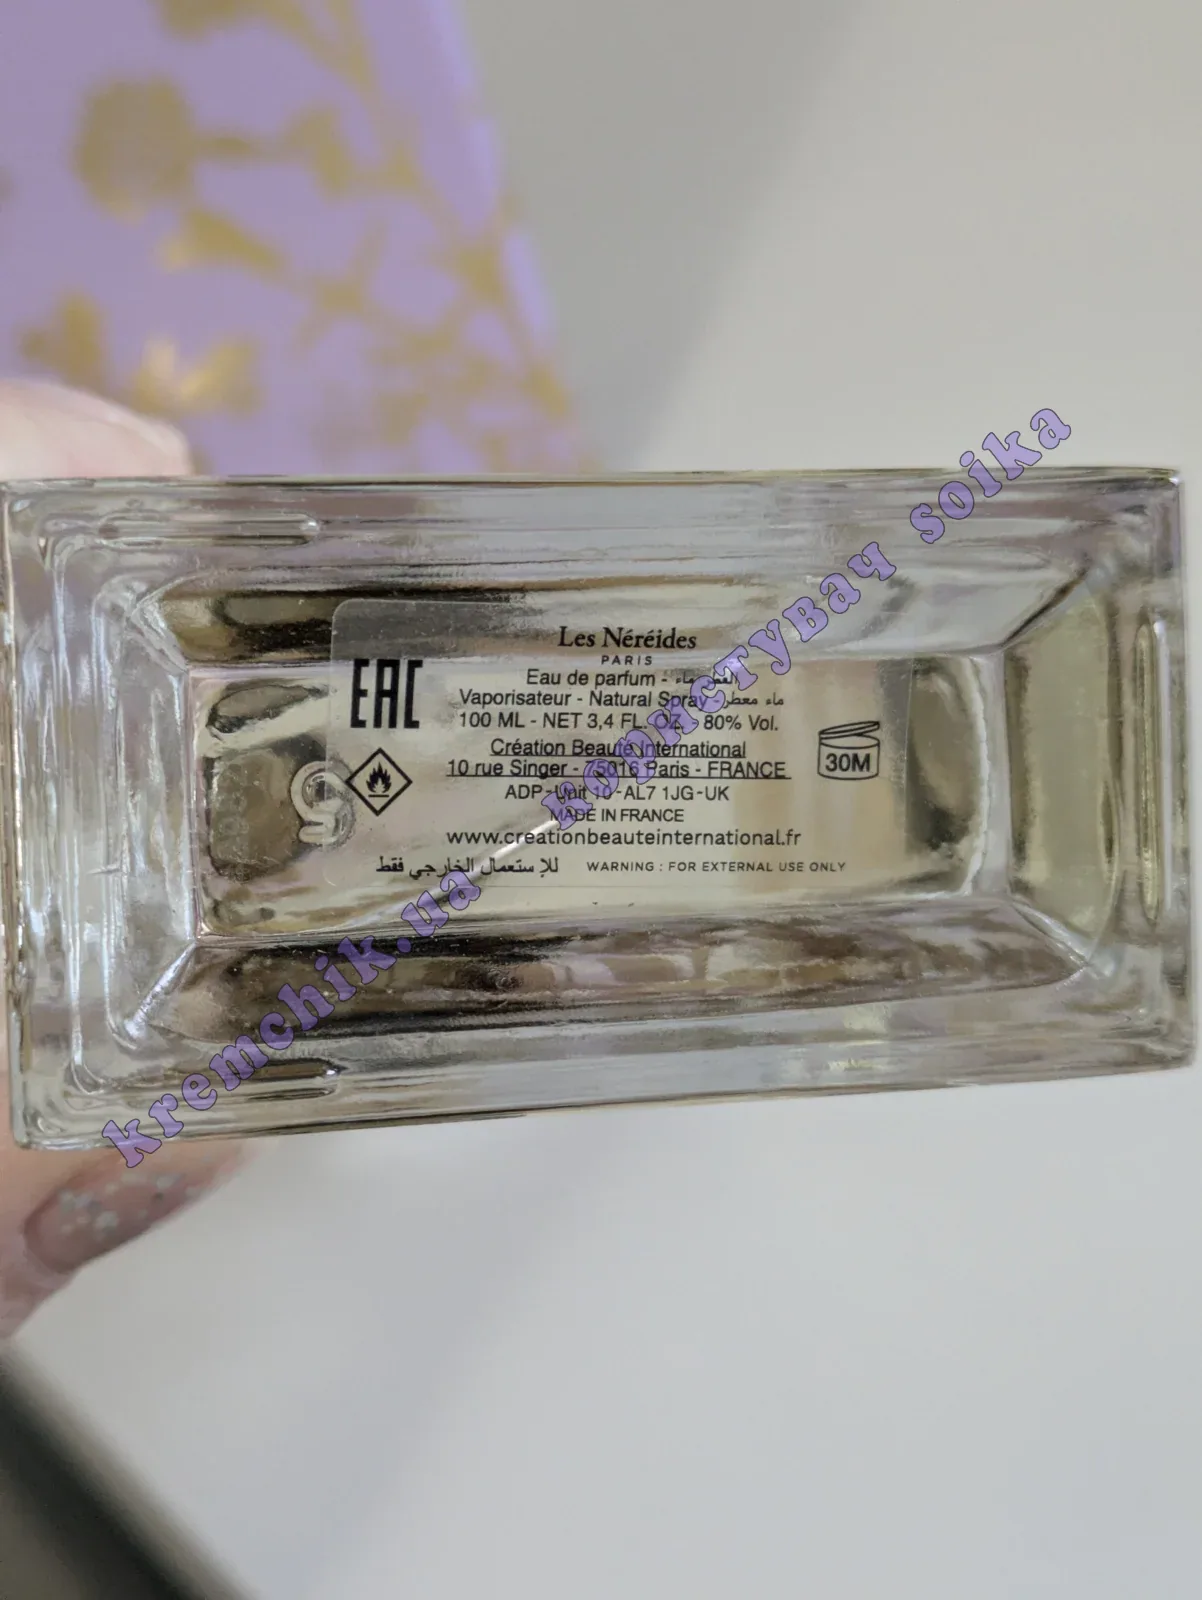 Les Néréides
PARIS
EAC
Eau de parfum - ماء العطر
Vaporisateur - Natural Spray - ماء معطر
100 ML - NET 3,4 FL. OZ. - 80% Vol.
Création Beauté International
10 rue Singer - 75016 Paris - FRANCE
30M
ADP - Unit 10 - AL7 1JG - UK
MADE IN FRANCE
www.creationbeauteinternational.fr
للإستعمال الخارجي فقط WARNING : FOR EXTERNAL USE ONLY
kremchik.ua користувач soika